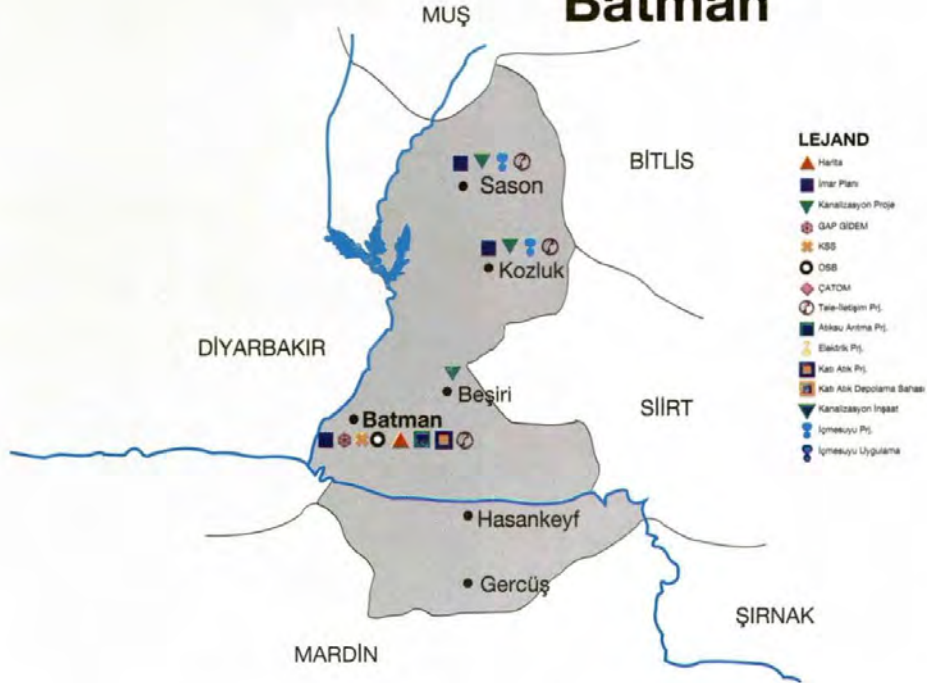 Batman
MUŞ
BİTLİS
Sason
Kozluk
DİYARBAKIR
Beşiri
SİİRT
Batman
Hasankeyf
Gercüş
ŞIRNAK
MARDİN
LEJAND
Harita
İmar Planı
Kanalizasyon Proje
GAP GİDEM
KSS
OSB
ÇATOM
Tele-İletişim Prj.
Atıksu Arıtma Prj.
Elektrik Prj.
Katı Atık Prj.
Katı Atık Depolama Sahası
Kanalizasyon İnşaat
İçmesuyu Prj.
İçmesuyu Uygulama